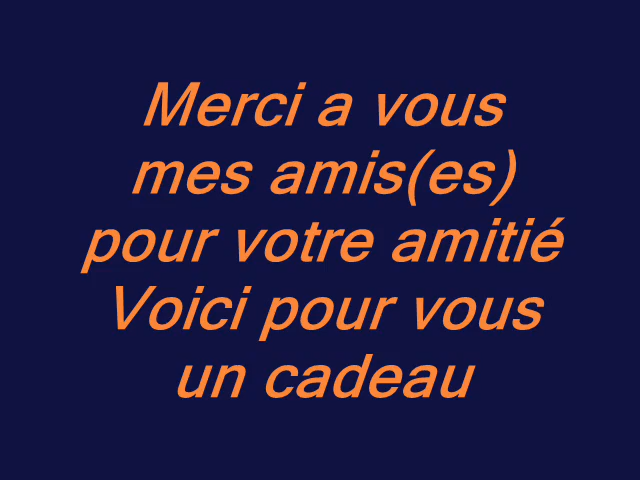 Merci a vous
mes amis(es)
pour votre amitié
Voici pour vous
un cadeau